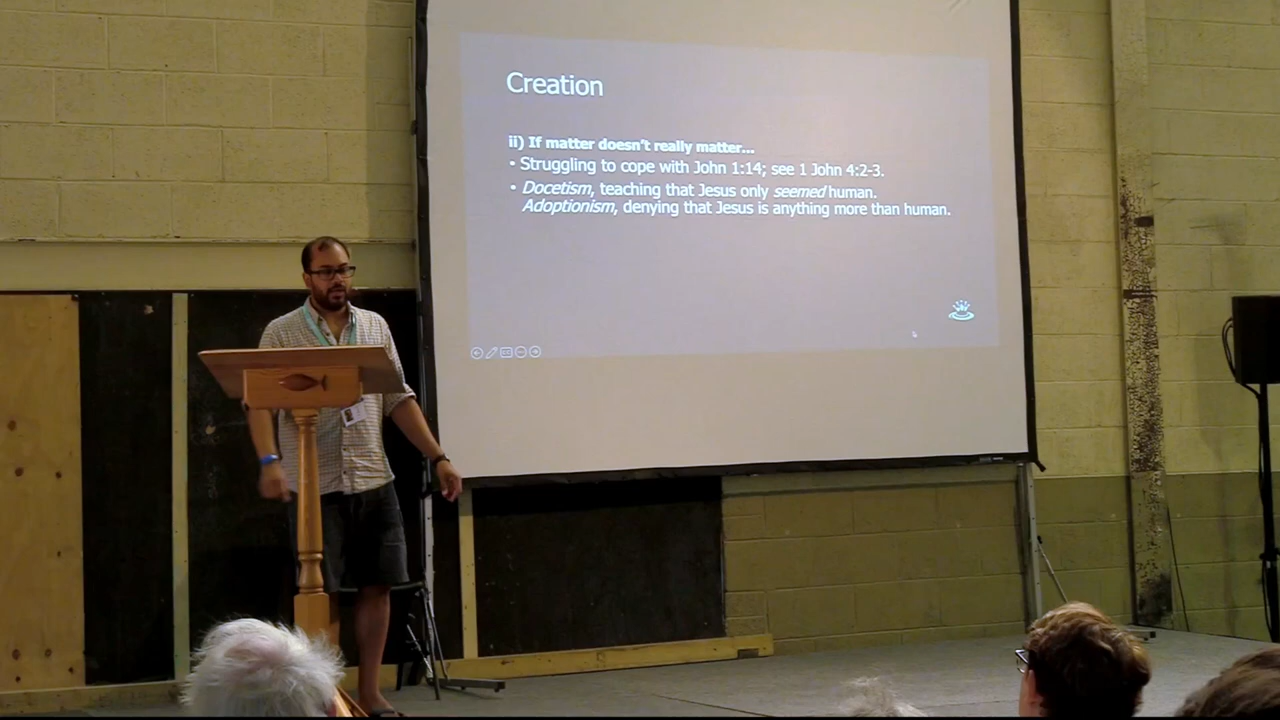 Creation
ii) If matter doesn't really matter...
• Struggling to cope with John 1:14; see 1 John 4:2-3.
• Docetism, teaching that Jesus only seemed human.
Adoptionism, denying that Jesus is anything more than human.